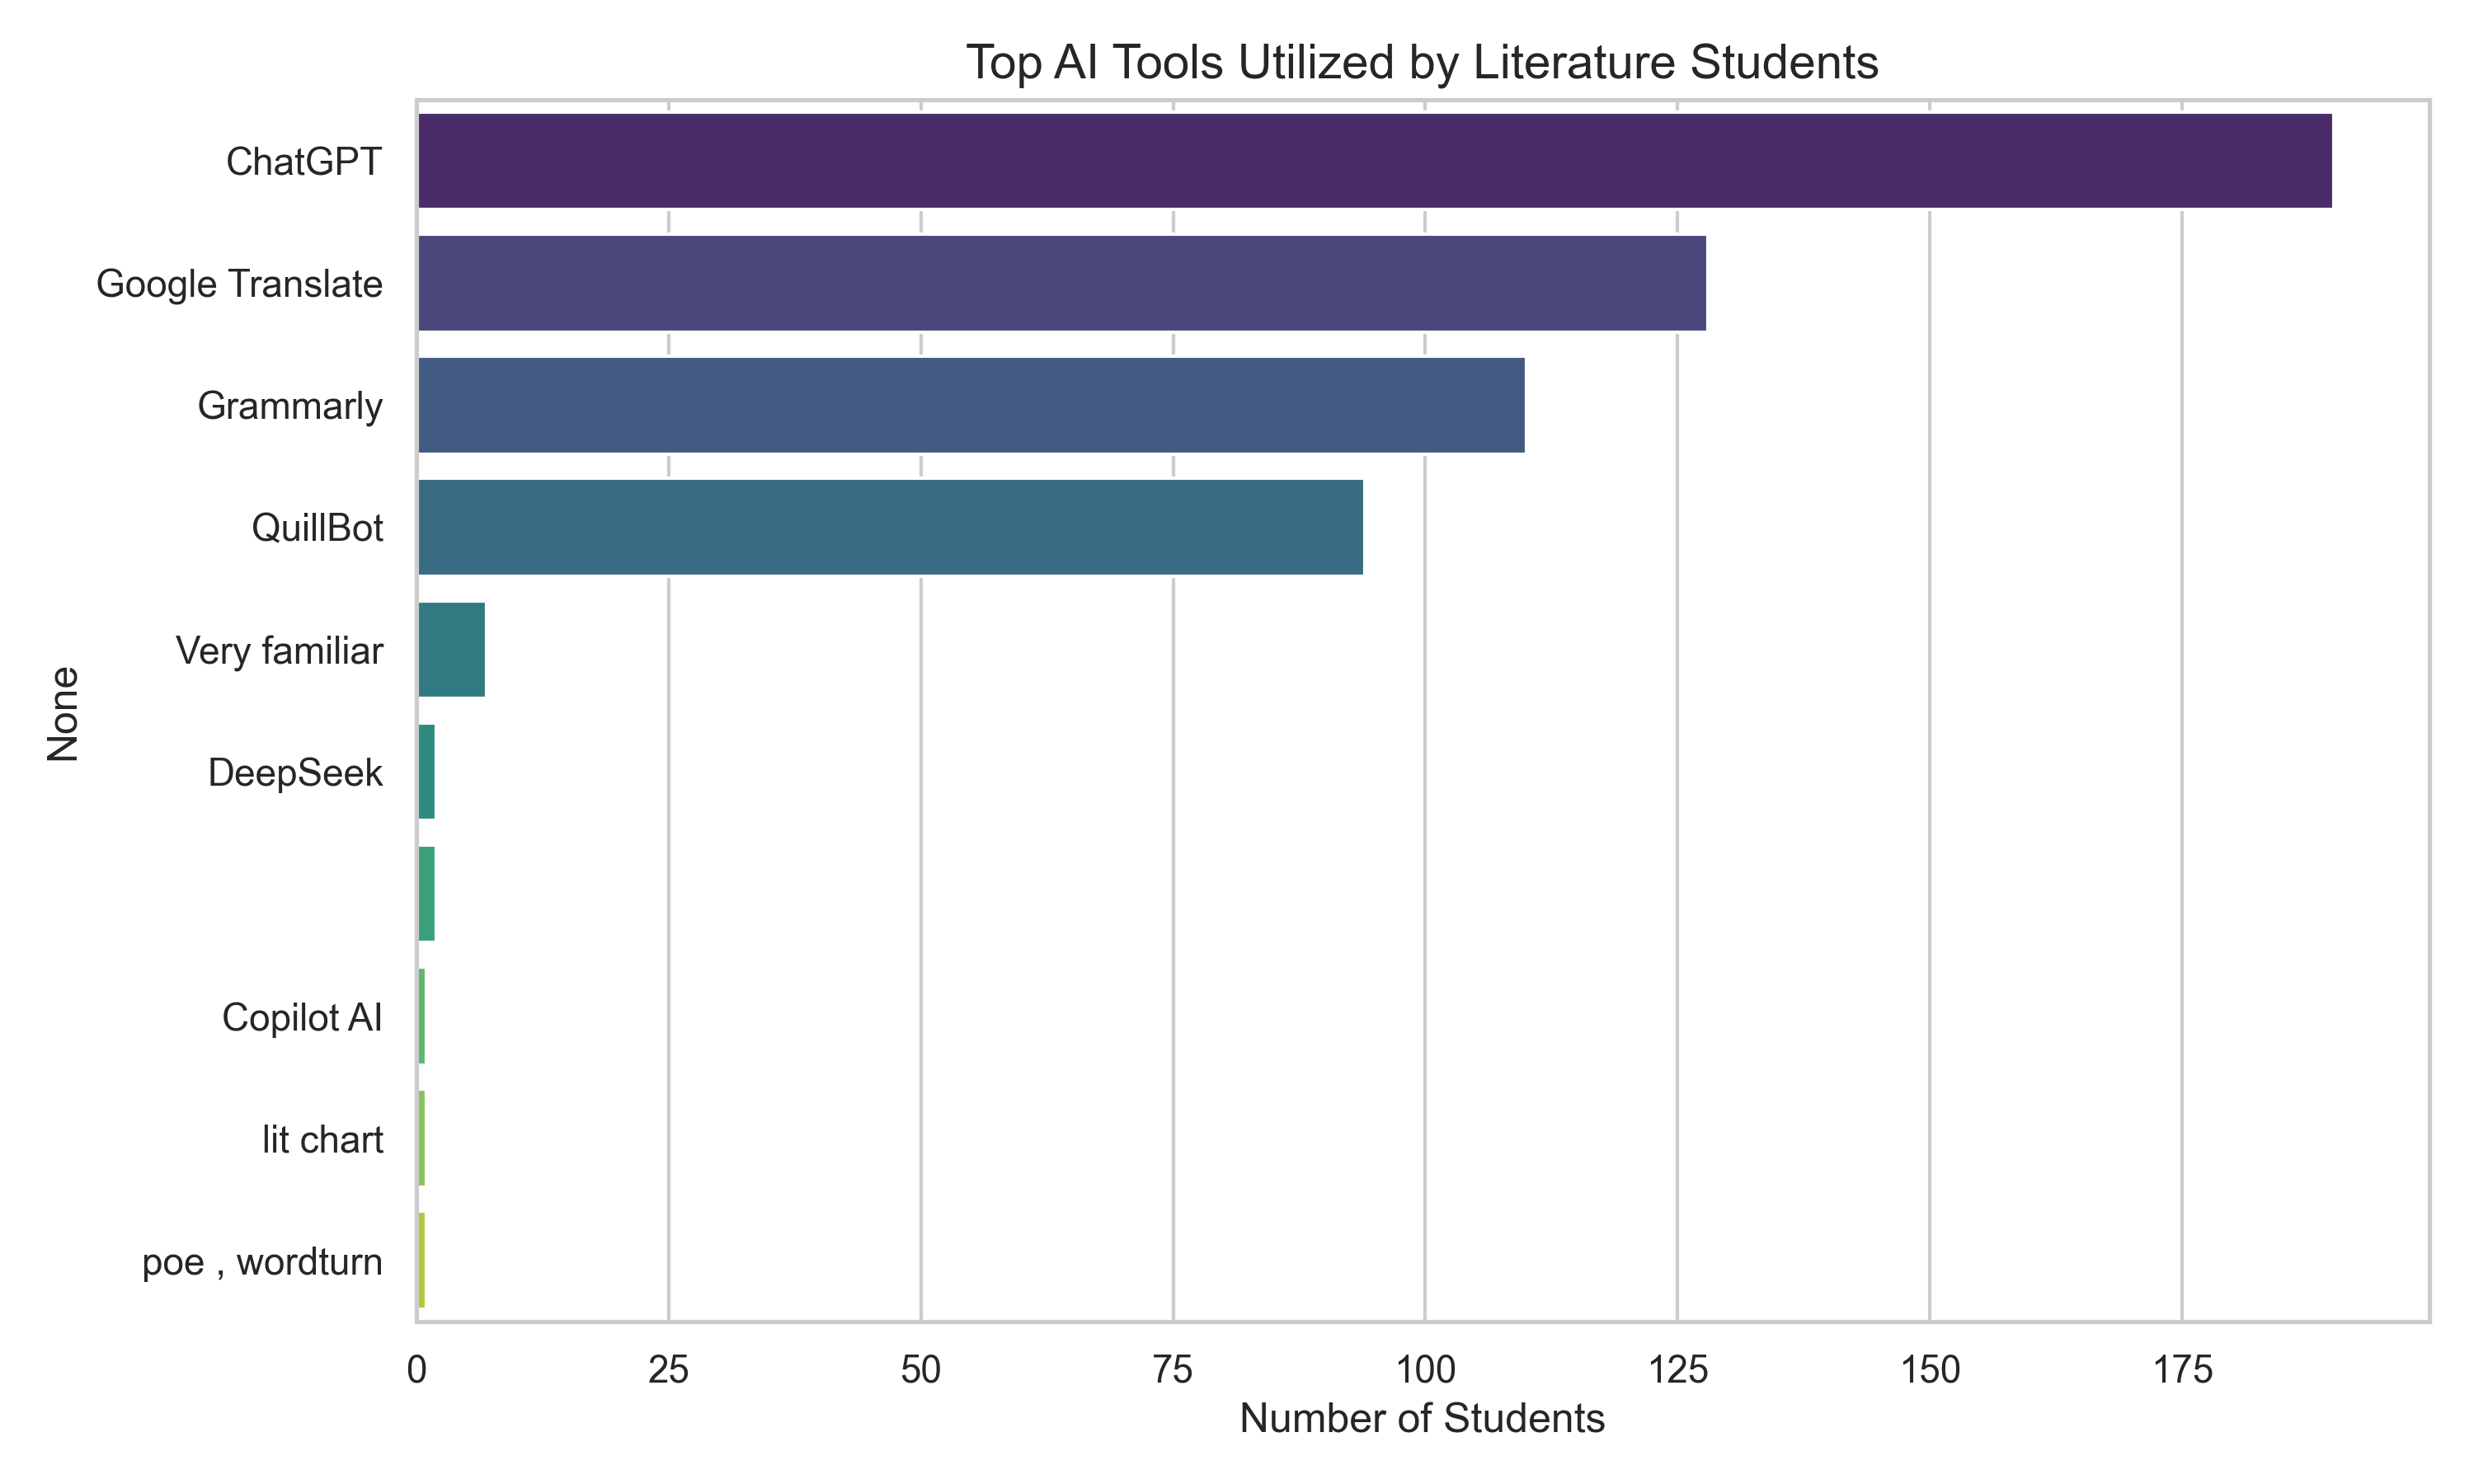 Top AI Tools Utilized by Literature Students
ChatGPT
Google Translate
Grammarly
QuillBot
Very familiar
DeepSeek
Copilot AI
lit chart
poe , wordturn
None
0 25 50 75 100 125 150 175
Number of Students